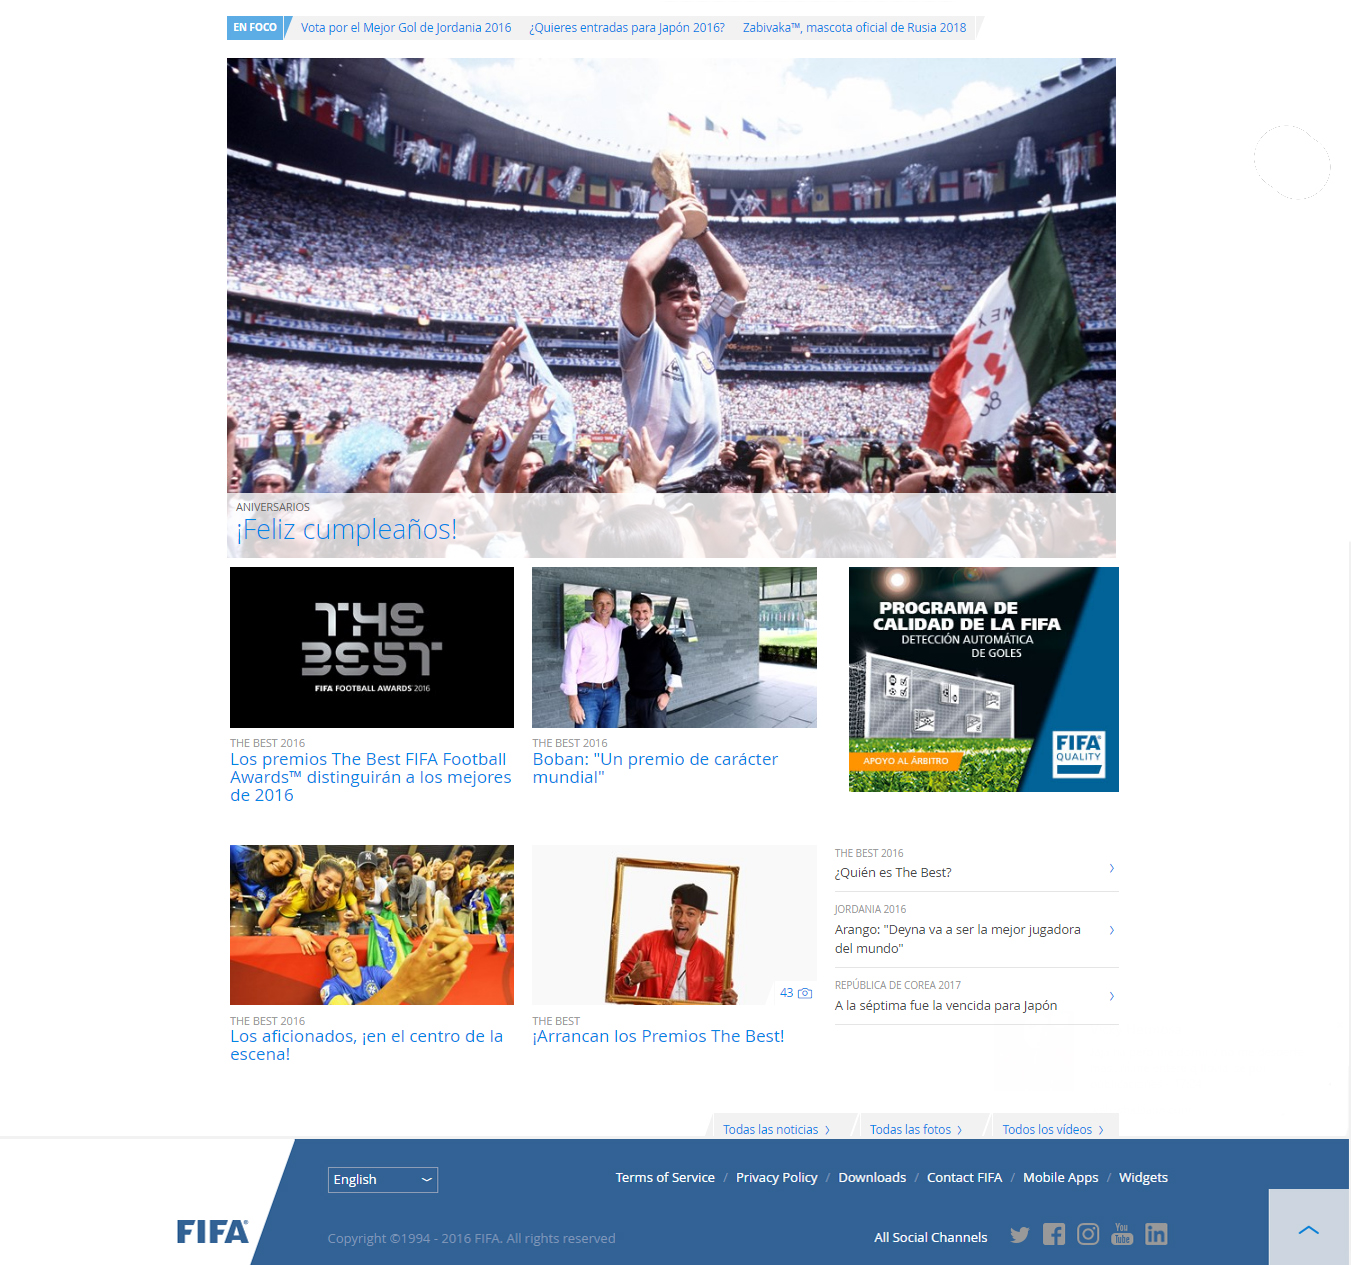 EN FOCO
Vota por el Mejor Gol de Jordania 2016
¿Quieres entradas para Japón 2016?
Zabivaka™, mascota oficial de Rusia 2018
ANIVERSARIOS
¡Feliz cumpleaños!
THE
BEST
FIFA FOOTBALL AWARDS 2016
THE BEST 2016
Los premios The Best FIFA Football
Awards™ distinguirán a los mejores
de 2016
THE BEST 2016
Boban: "Un premio de carácter
mundial"
PROGRAMA DE
CALIDAD DE LA FIFA
DETECCIÓN AUTOMÁTICA
DE GOLES
APOYO AL ÁRBITRO
FIFA®
QUALITY
THE BEST 2016
Los aficionados, ¡en el centro de la
escena!
43
THE BEST
¡Arrancan los Premios The Best!
THE BEST 2016
¿Quién es The Best?
JORDANIA 2016
Arango: "Deyna va a ser la mejor jugadora
del mundo"
REPÚBLICA DE COREA 2017
A la séptima fue la vencida para Japón
Todas las noticias
Todas las fotos
Todos los vídeos
English
Terms of Service / Privacy Policy / Downloads / Contact FIFA / Mobile Apps / Widgets
FIFA®
Copyright ©1994 - 2016 FIFA. All rights reserved
All Social Channels
You
Tube
in